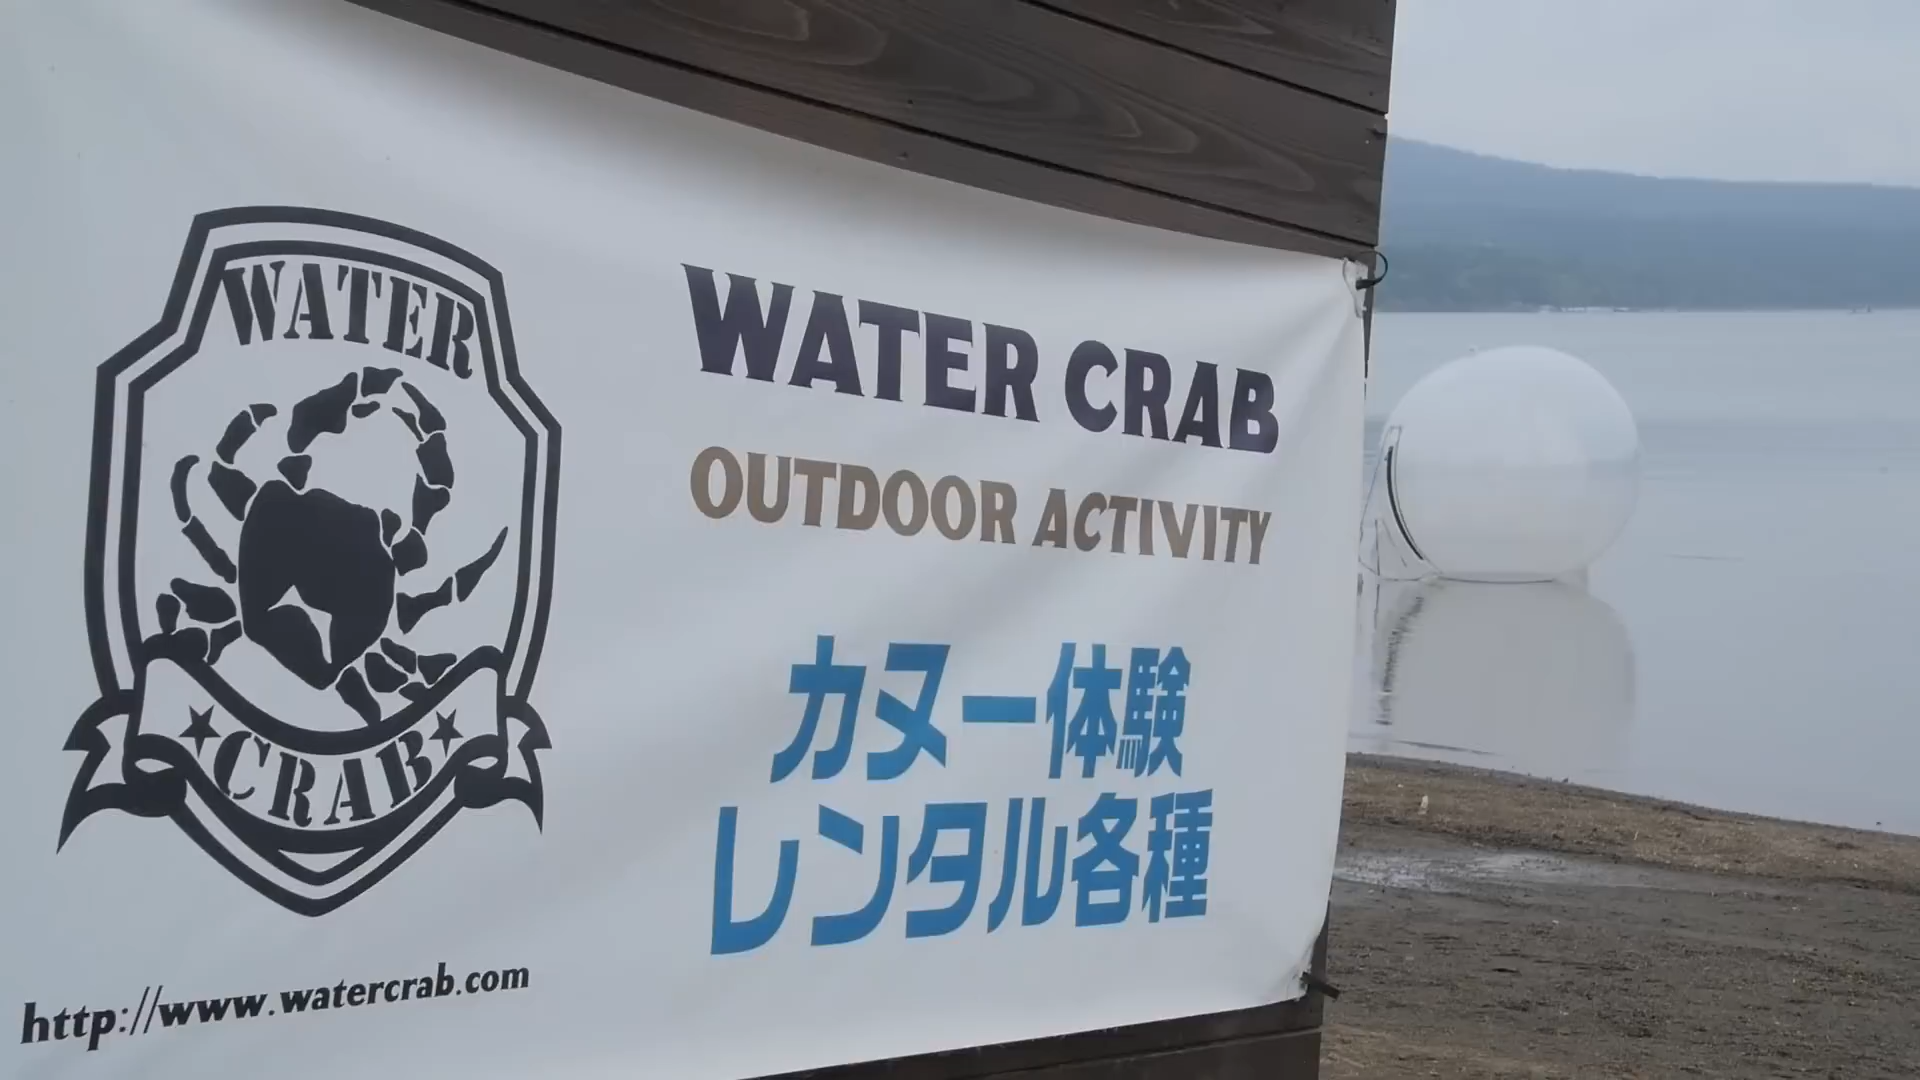 WATER
CRAB
http://www.watercrab.com
WATER CRAB
OUTDOOR ACTIVITY
カヌー体験
レンタル各種